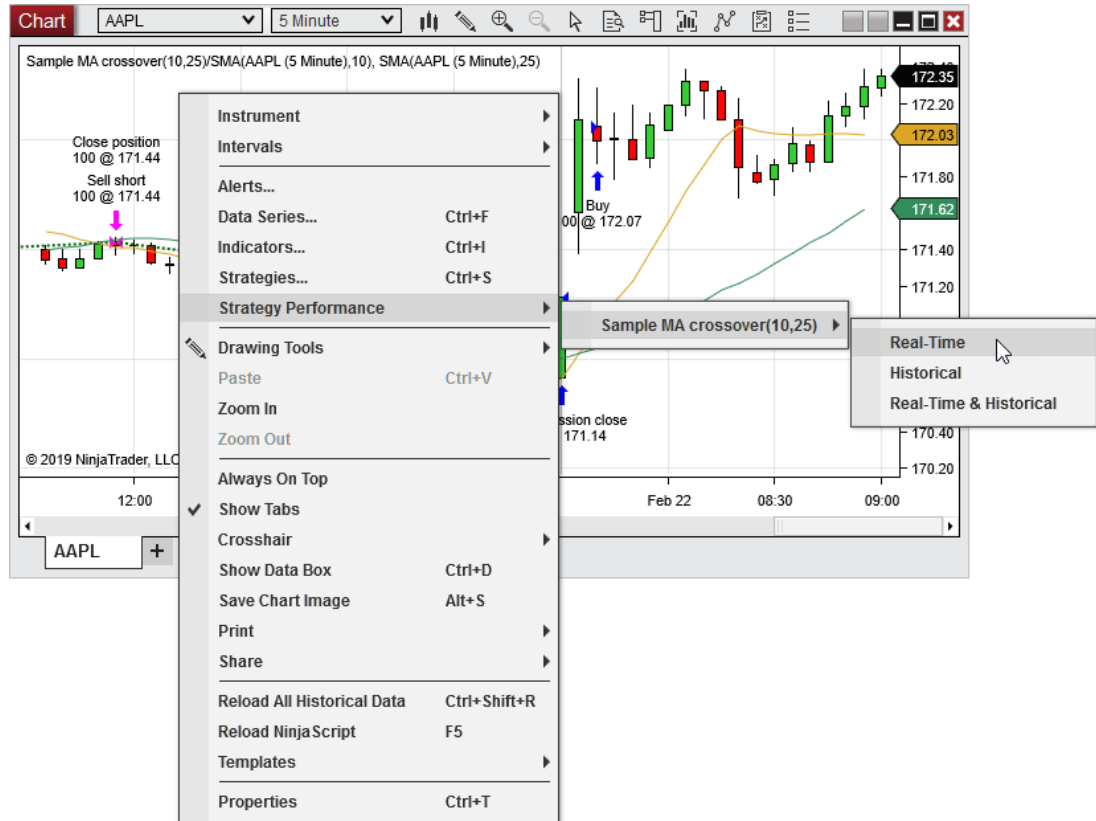 Chart AAPL 5 Minute
Sample MA crossover(10,25)/SMA(AAPL (5 Minute),10), SMA(AAPL (5 Minute),25)
172.35
172.20
172.03
171.80
171.62
171.40
171.20
170.40
170.20
Close position
100 @ 171.44
Sell short
100 @ 171.44
Buy
00 @ 172.07
ssion close
171.14
© 2019 NinjaTrader, LLC
12:00
Feb 22
08:30
09:00
AAPL +
Instrument
Intervals
Alerts...
Data Series... Ctrl+F
Indicators... Ctrl+I
Strategies... Ctrl+S
Strategy Performance
Drawing Tools
Paste Ctrl+V
Zoom In
Zoom Out
Always On Top
Show Tabs
Crosshair
Show Data Box Ctrl+D
Save Chart Image Alt+S
Print
Share
Reload All Historical Data Ctrl+Shift+R
Reload NinjaScript F5
Templates
Properties Ctrl+T
Sample MA crossover(10,25)
Real-Time
Historical
Real-Time & Historical